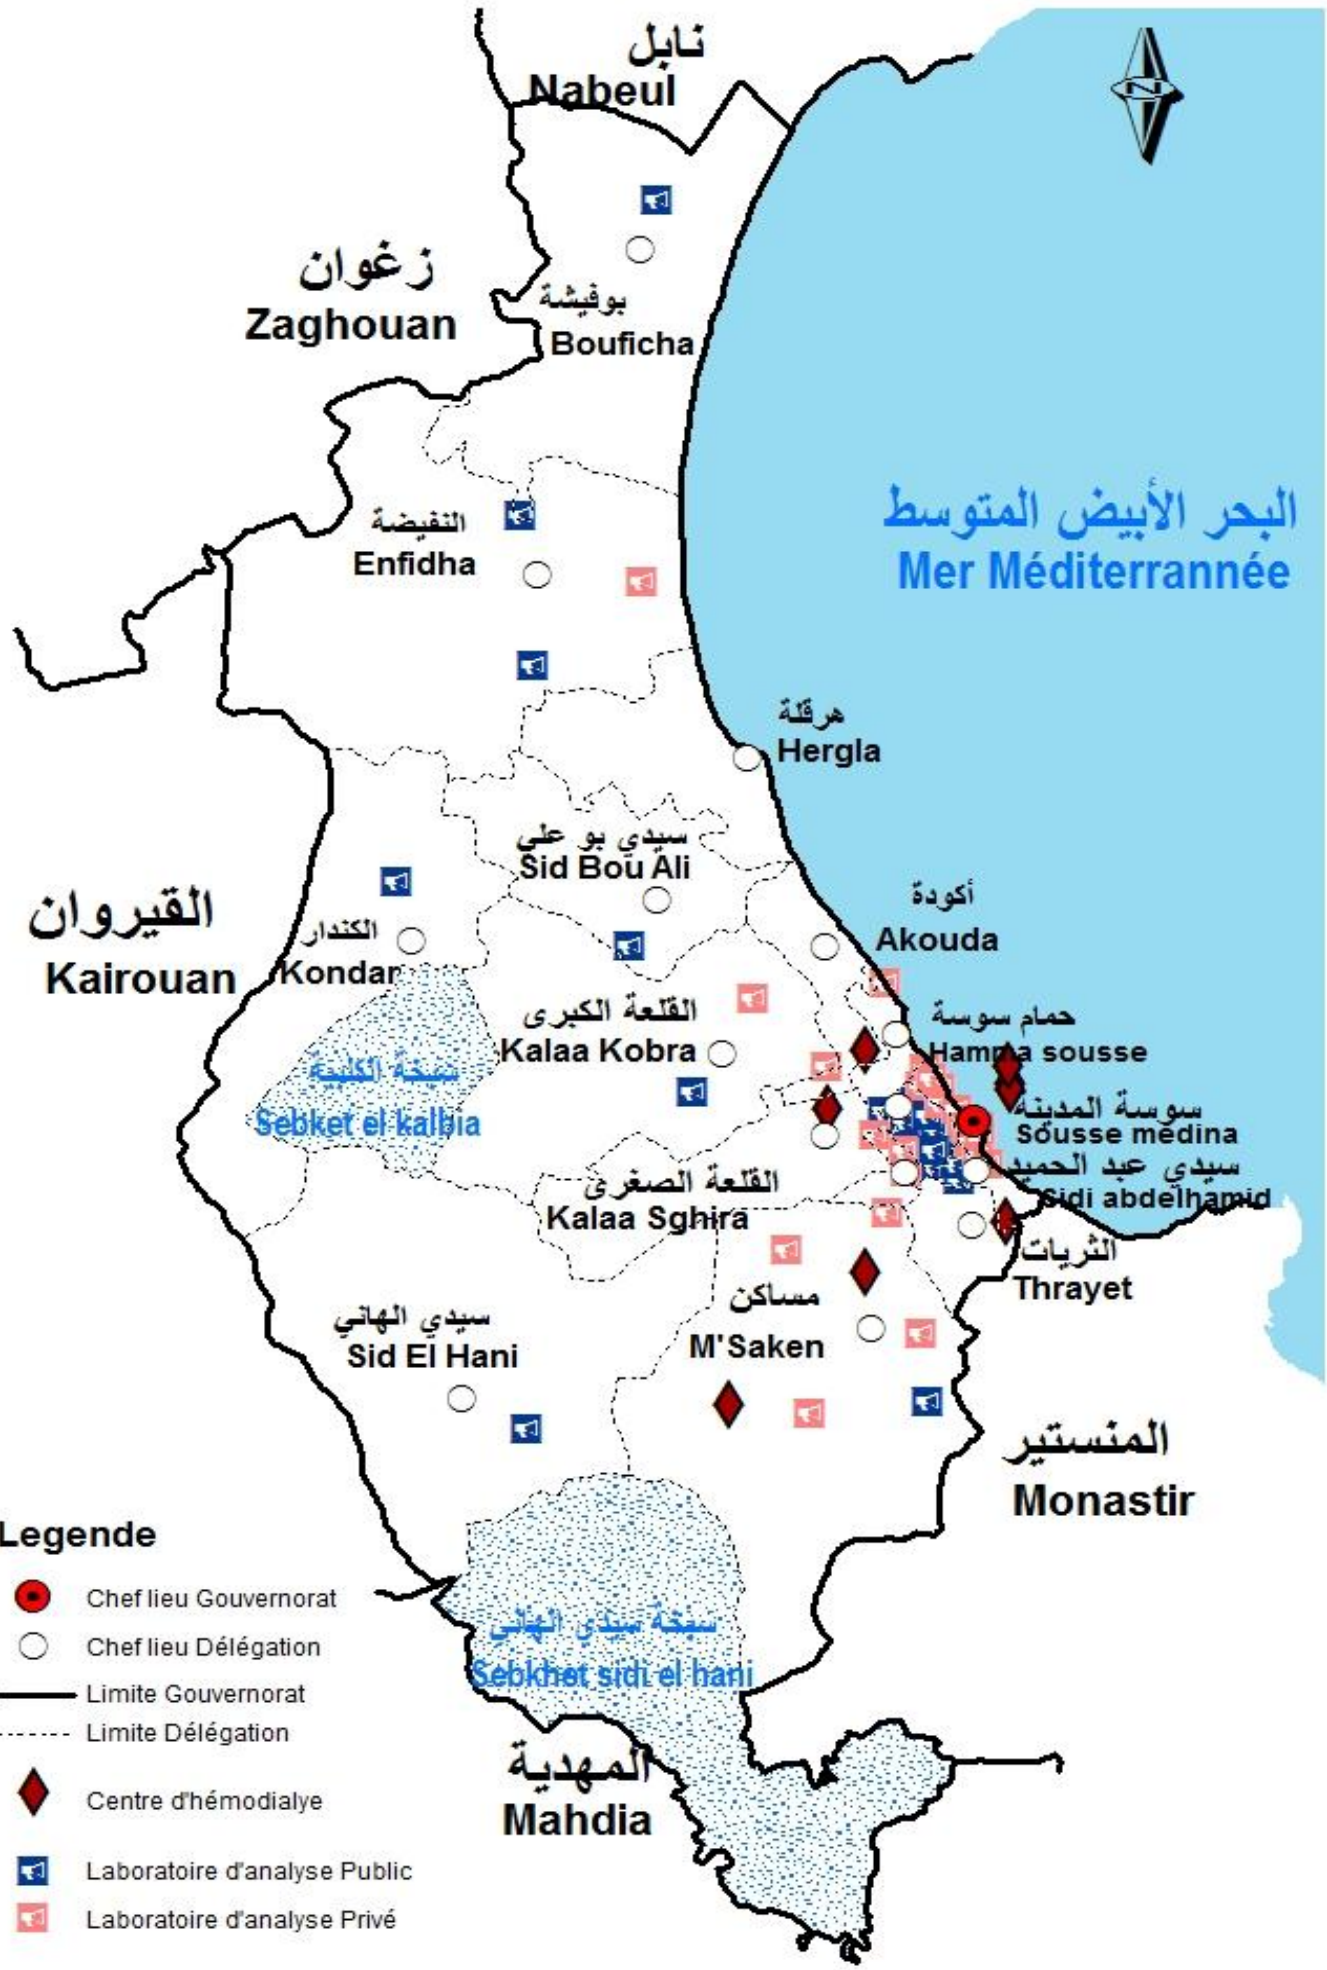 نابل
Nabeul
N
زغوان
Zaghouan
بوفيشة
Bouficha
النفيضة
Enfidha
البحر الأبيض المتوسط
Mer Méditerrannée
هرقلة
Hergla
سيدي بو علي
Sid Bou Ali
القيروان
Kairouan
الكندار
Kondar
أكودة
Akouda
القلعة الكبرى
Kalaa Kobra
حمام سوسة
Hamma sousse
سبخة الكلبية
Sebket el kalbia
سوسة المدينة
Sousse médina
سيدي عبد الحميد
Sidi abdelhamid
القلعة الصغرى
Kalaa Sghira
الثريات
Thrayet
مساكن
M'Saken
سيدي الهاني
Sid El Hani
المنستير
Monastir
سبخة سيدي الهاني
Sebkhet sidi el hani
المهدية
Mahdia
Legende
Chef lieu Gouvernorat
Chef lieu Délégation
Limite Gouvernorat
Limite Délégation
Centre d'hémodialye
Laboratoire d'analyse Public
Laboratoire d'analyse Privé